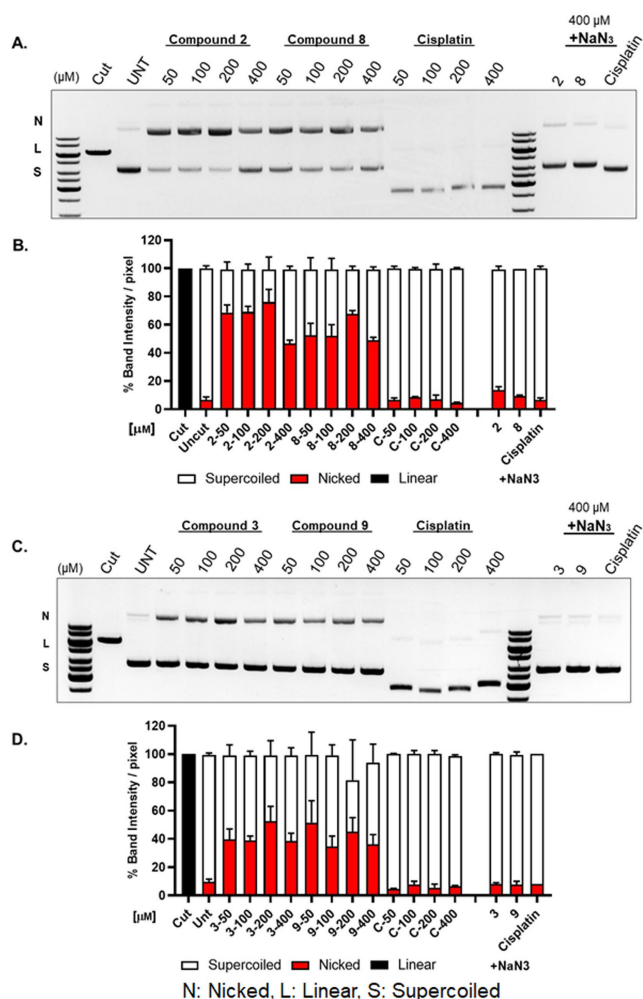 A.
Compound 2 Compound 8 Cisplatin 400 µM +NaN3
(µM) Cut UNT 50 100 200 400 50 100 200 400 50 100 200 400 2 8 Cisplatin
N
L
S
B.
% Band Intensity / pixel
120
100
80
60
40
20
0
[µM] Cut Uncut 2-50 2-100 2-200 2-400 8-50 8-100 8-200 8-400 C-50 C-100 C-200 C-400 2 8 Cisplatin
Supercoiled Nicked Linear +NaN3
C.
Compound 3 Compound 9 Cisplatin 400 µM +NaN3
(µM) Cut UNT 50 100 200 400 50 100 200 400 50 100 200 400 3 9 Cisplatin
N
L
S
D.
% Band Intensity / pixel
120
100
80
60
40
20
0
[µM] Cut Unt 3-50 3-100 3-200 3-400 9-50 9-100 9-200 9-400 C-50 C-100 C-200 C-400 3 9 Cisplatin
Supercoiled Nicked Linear +NaN3
N: Nicked, L: Linear, S: Supercoiled